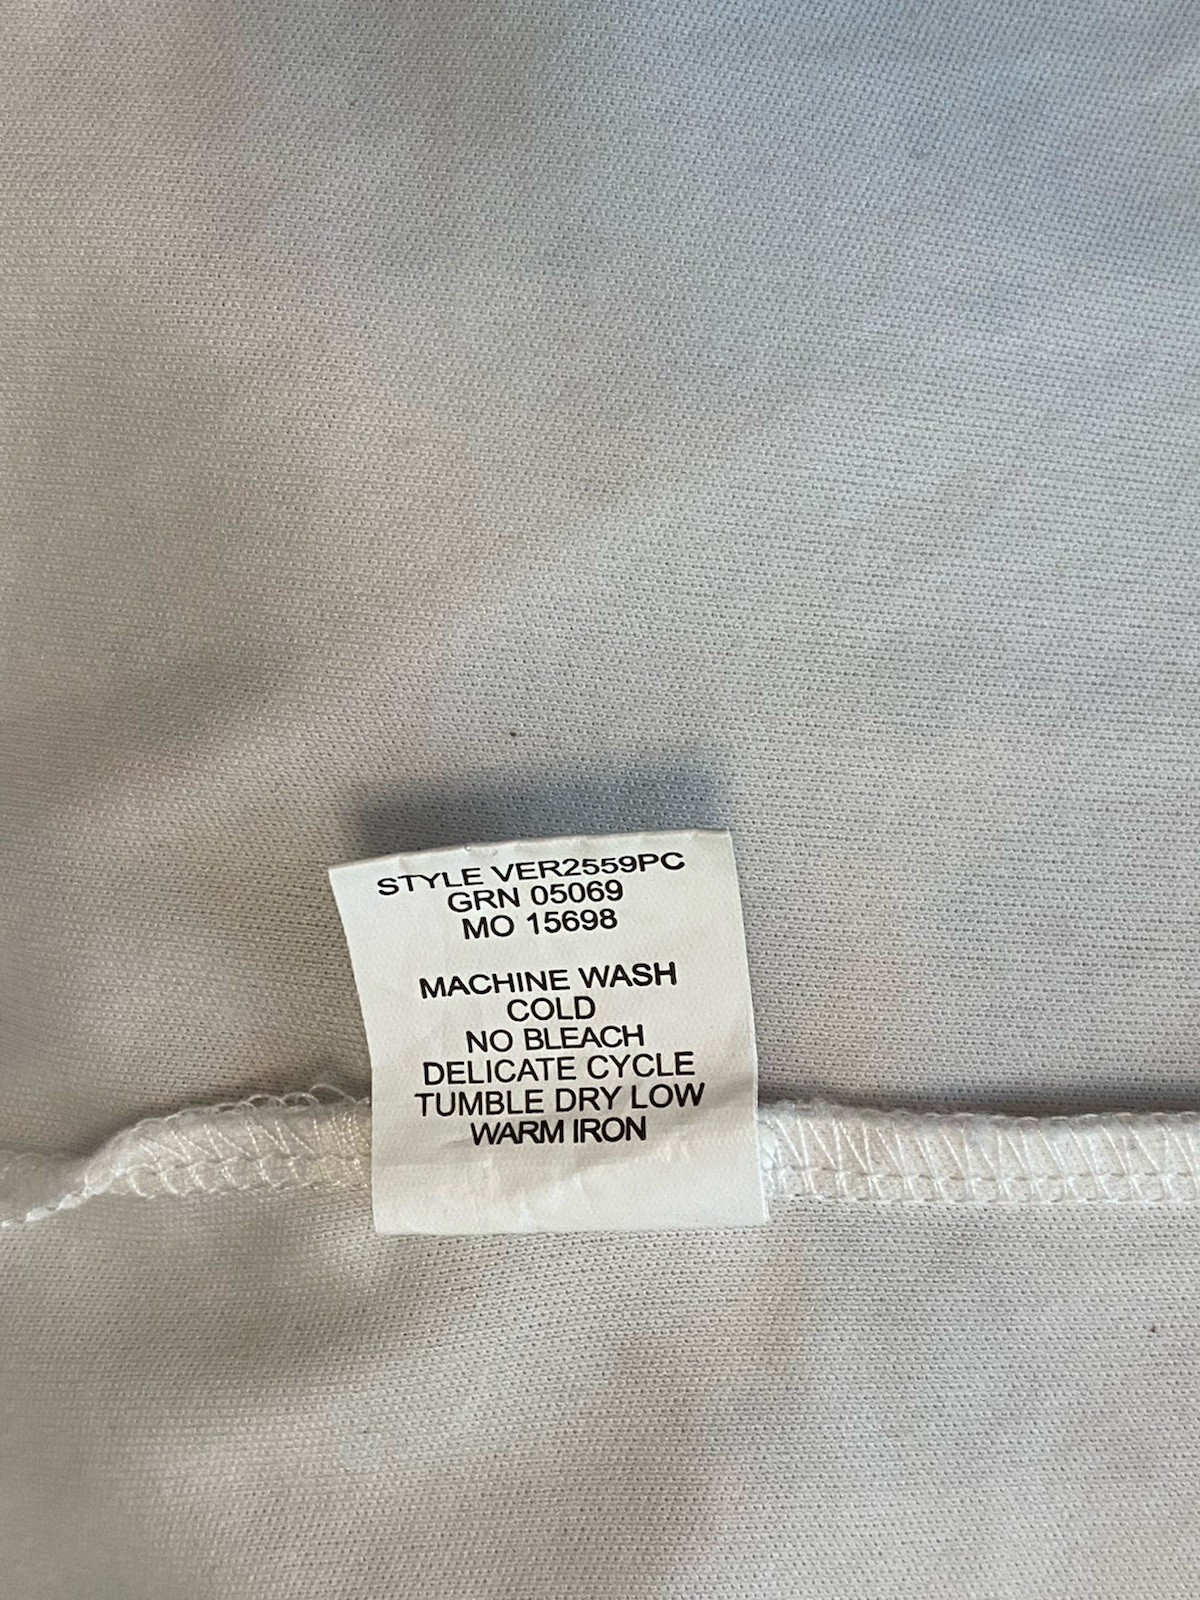 STYLE VER2559PC
GRN 05069
MO 15698
MACHINE WASH
COLD
NO BLEACH
DELICATE CYCLE
TUMBLE DRY LOW
WARM IRON